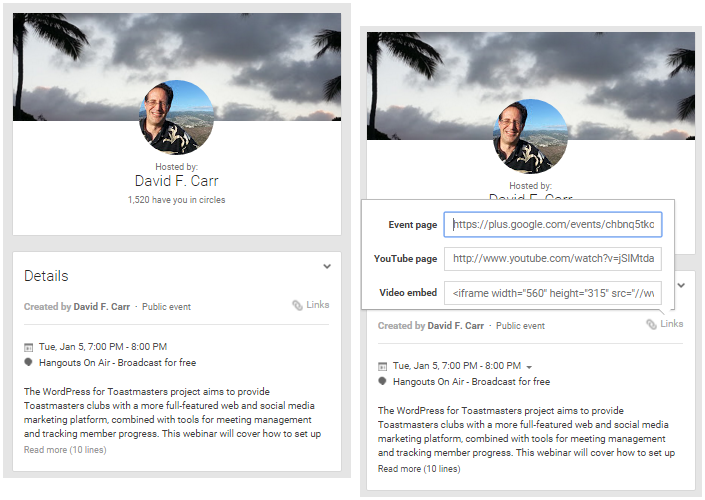 Hosted by:
David F. Carr
1,520 have you in circles
Details
Created by David F. Carr · Public event
Links
Tue, Jan 5, 7:00 PM - 8:00 PM
Hangouts On Air - Broadcast for free
The WordPress for Toastmasters project aims to provide
Toastmasters clubs with a more full-featured web and social media
marketing platform, combined with tools for meeting management
and tracking member progress. This webinar will cover how to set up
Read more (10 lines)
Hosted by:
David F. Carr
Event page
https://plus.google.com/events/chbnq5tkc
YouTube page
http://www.youtube.com/watch?v=jSIMtda
Video embed
<iframe width="560" height="315" src="//w
Created by David F. Carr · Public event
Links
Tue, Jan 5, 7:00 PM - 8:00 PM
Hangouts On Air - Broadcast for free
The WordPress for Toastmasters project aims to provide
Toastmasters clubs with a more full-featured web and social media
marketing platform, combined with tools for meeting management
and tracking member progress. This webinar will cover how to set up
Read more (10 lines)